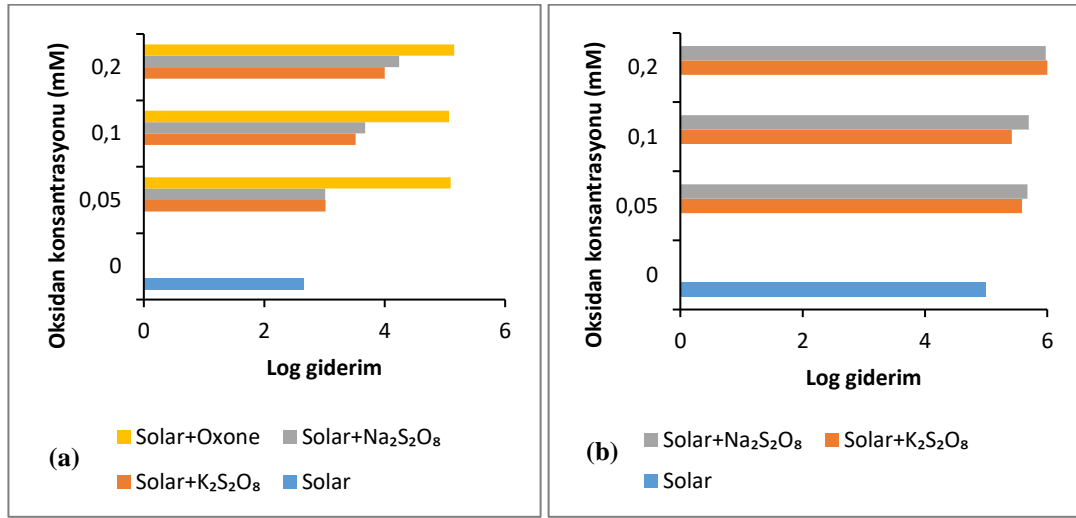 Oksidan konsantrasyonu (mM)
0,2
0,1
0,05
0
0 2 4 6
Log giderim
Solar+Oxone Solar+Na₂S₂O₈
Solar+K₂S₂O₈ Solar
(a)
Oksidan konsantrasyonu (mM)
0,2
0,1
0,05
0
0 2 4 6
Log giderim
Solar+Na₂S₂O₈ Solar+K₂S₂O₈
Solar
(b)